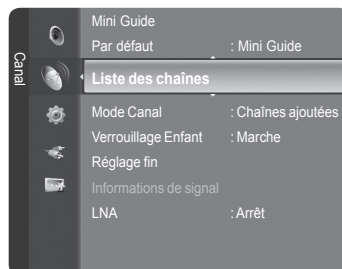 Canal
Mini Guide
Par défaut : Mini Guide
Liste des chaînes
Mode Canal : Chaînes ajoutées
Verrouillage Enfant : Marche
Réglage fin
Informations de signal
LNA : Arrêt